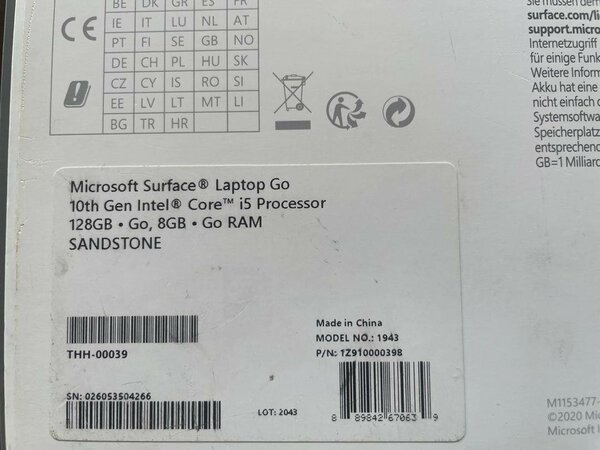 BE DK GR ES FR
IE IT LU NL AT
PT FI SE GB NO
DE CH PL HU SK
CZ CY IS RO SI
EE LV LT MT LI
BG TR HR
CE
Sie müssen dem
surface.com/li
support.micro
Internetzugriff
für einige Funk
Weitere Inform
Akku hat eine
nicht einfach d
Systemsoftwa
Speicherplatz
entsprechend
GB=1 Milliard
Microsoft Surface® Laptop Go
10th Gen Intel® Core™ i5 Processor
128GB • Go, 8GB • Go RAM
SANDSTONE
THH-00039
SN: 026053504266
LOT: 2043
Made in China
MODEL NO.: 1943
P/N: 1Z910000398
8 89842 67063 9
M1153477-
©2020 Mic
Microsoft